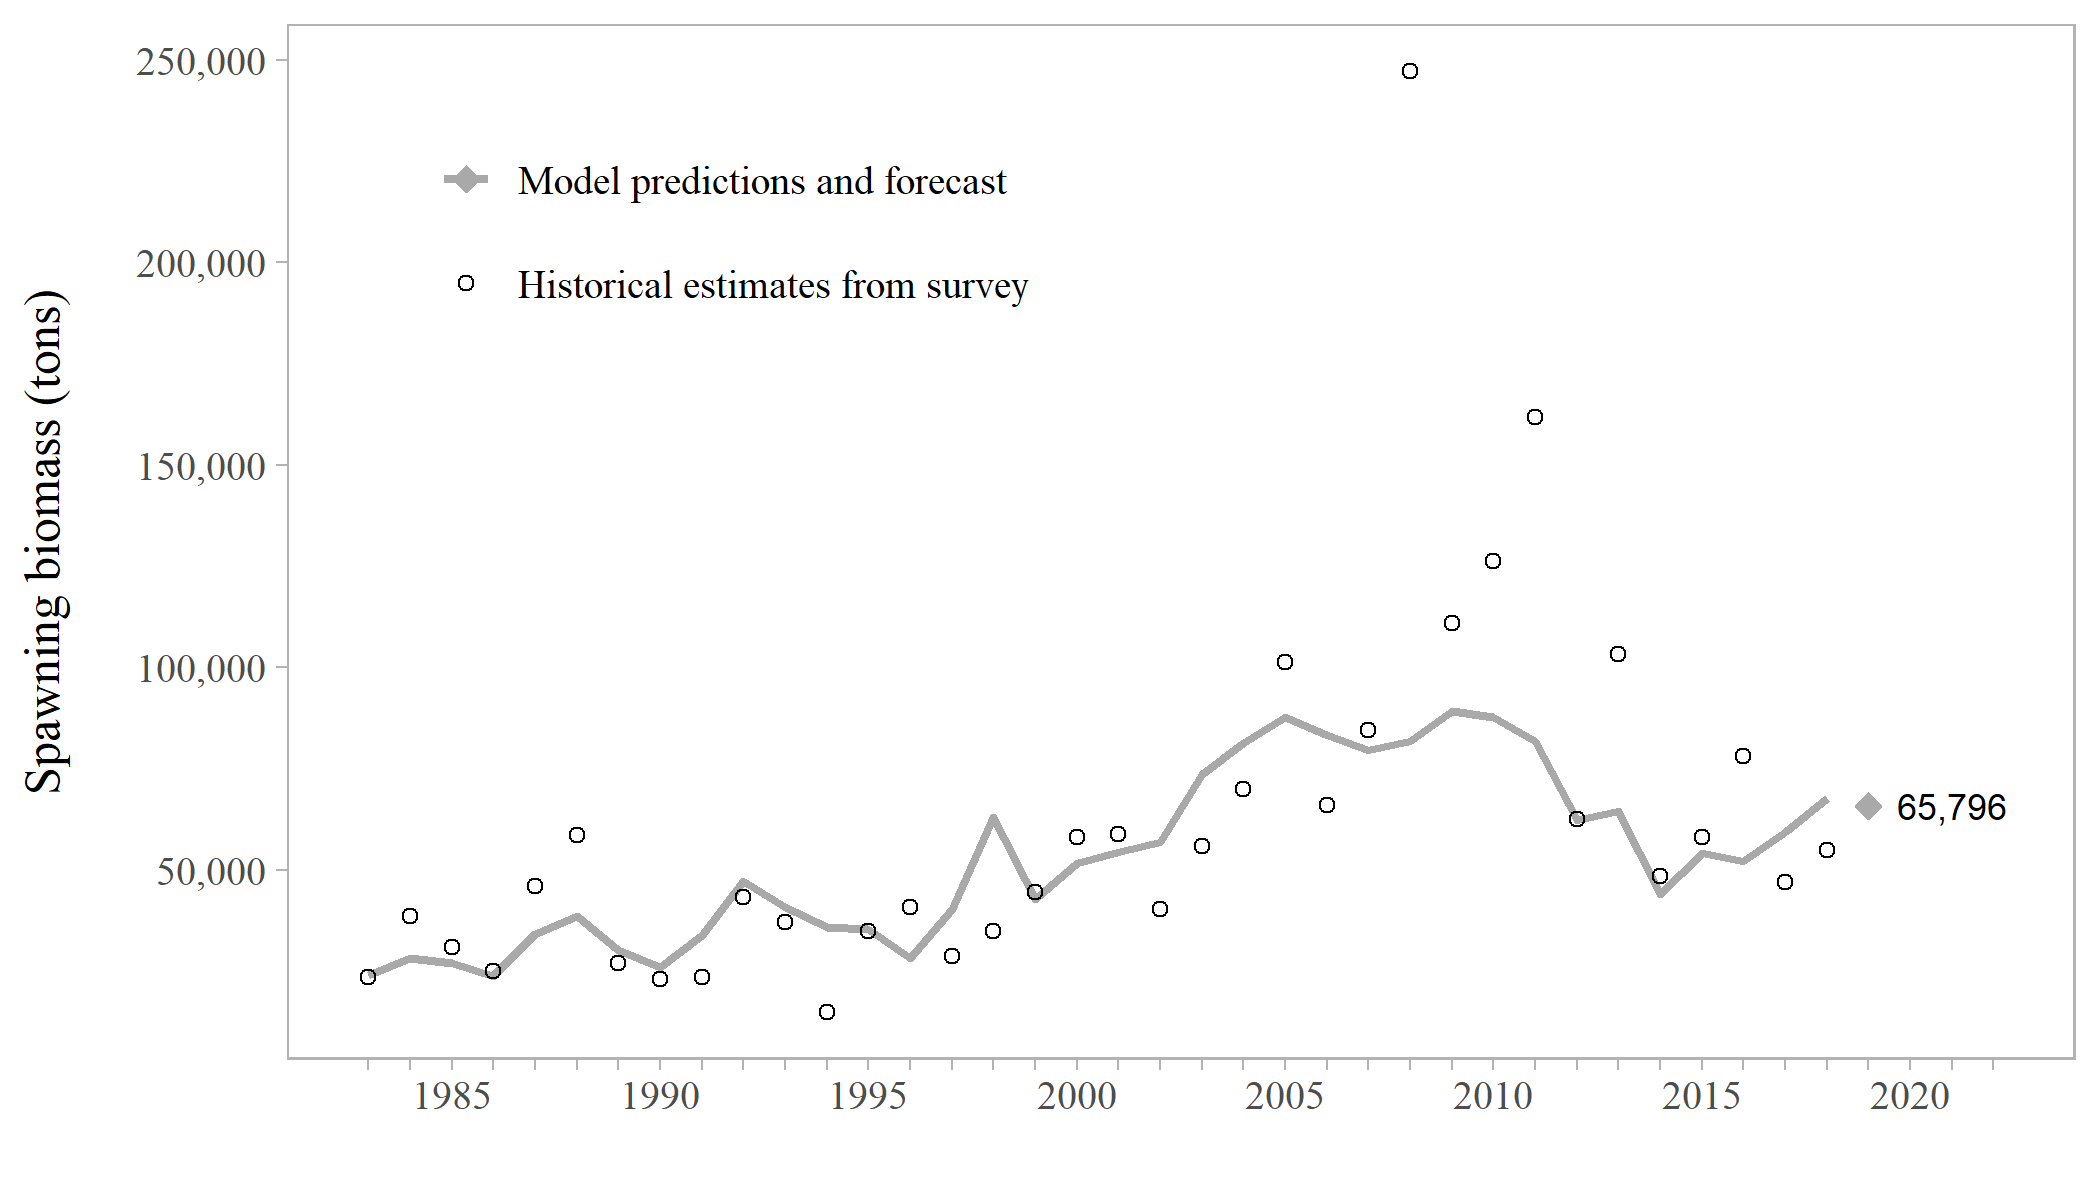 Spawning biomass (tons)
250,000
200,000
150,000
100,000
50,000
Model predictions and forecast
Historical estimates from survey
65,796
1985 1990 1995 2000 2005 2010 2015 2020